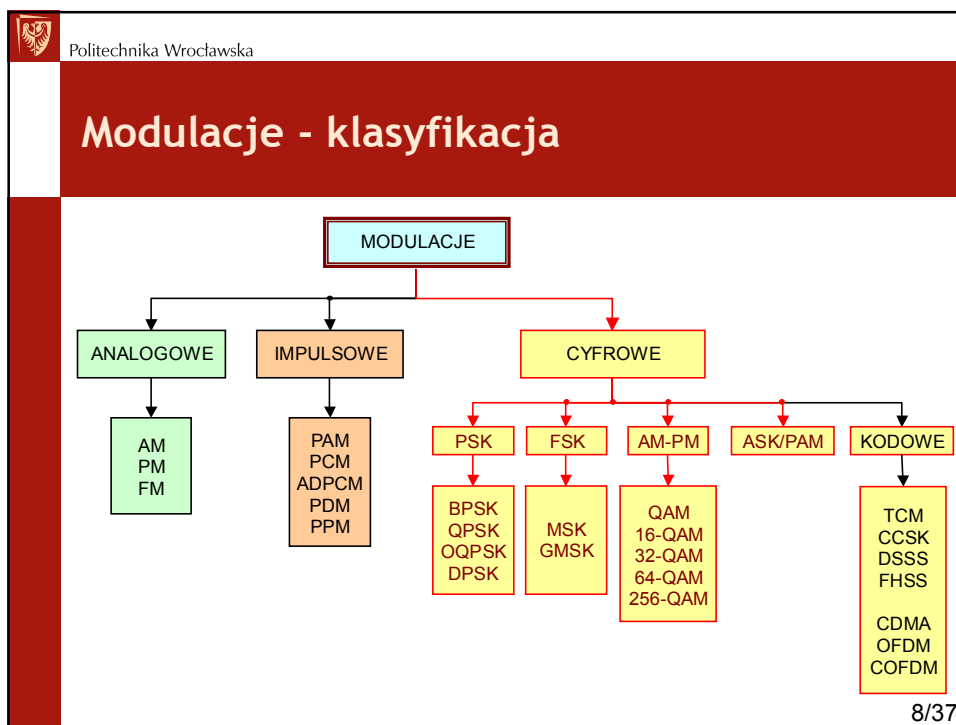 Politechnika Wrocławska
Modulacje - klasyfikacja
MODULACJE
ANALOGOWE
IMPULSOWE
CYFROWE
AM
PM
FM
PAM
PCM
ADPCM
PDM
PPM
PSK
FSK
AM-PM
ASK/PAM
KODOWE
BPSK
QPSK
OQPSK
DPSK
MSK
GMSK
QAM
16-QAM
32-QAM
64-QAM
256-QAM
TCM
CCSK
DSSS
FHSS
CDMA
OFDM
COFDM
8/37